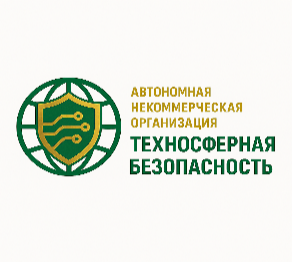 АВТОНОМНАЯ
НЕКОММЕРЧЕСКАЯ
ОРГАНИЗАЦИЯ
ТЕХНОСФЕРНАЯ
БЕЗОПАСНОСТЬ